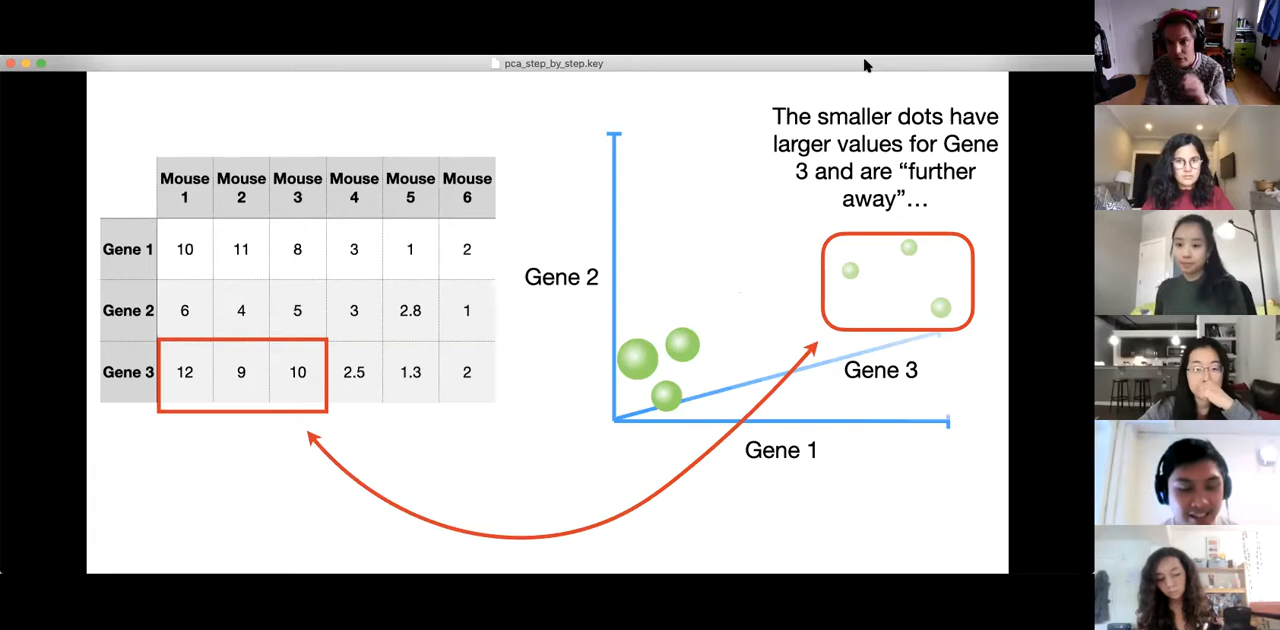 pca_step_by_step.key
The smaller dots have
larger values for Gene
3 and are “further
away”…
Mouse 1 Mouse 2 Mouse 3 Mouse 4 Mouse 5 Mouse 6
Gene 1 10 11 8 3 1 2
Gene 2 6 4 5 3 2.8 1
Gene 3 12 9 10 2.5 1.3 2
Gene 2
Gene 3
Gene 1